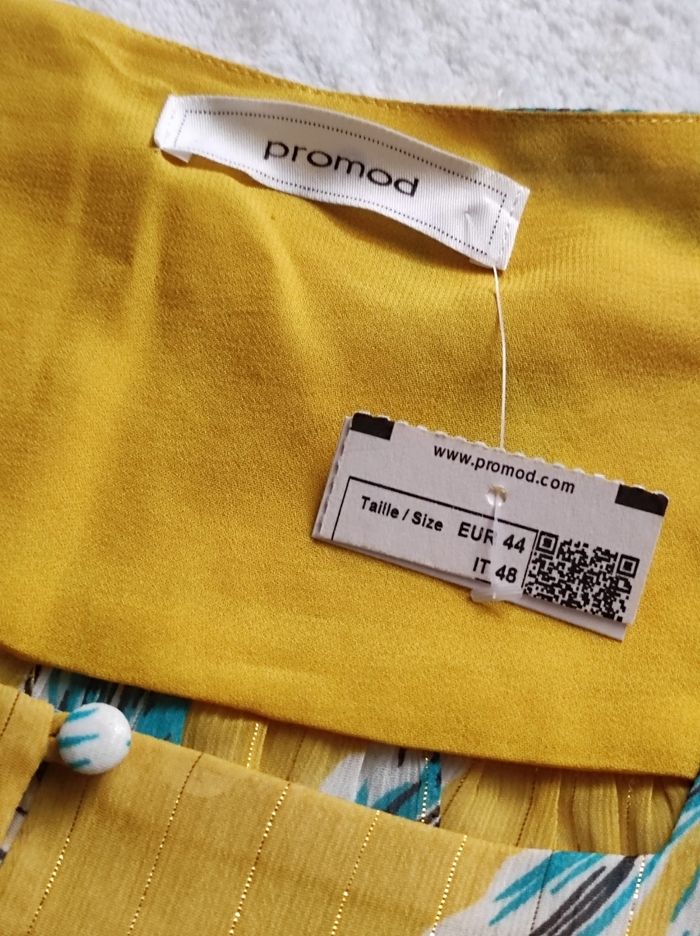 promod
www.promod.com
Taille / Size EUR 44
IT 48